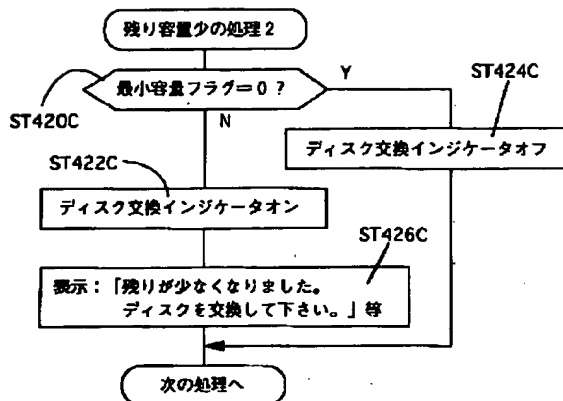 残り容量少の処理2
最小容量フラグ=0?
Y
ST424C
ST420C
N
ST422C
ディスク交換インジケータオフ
ディスク交換インジケータオン
ST426C
表示:「残りが少なくなりました。
ディスクを交換して下さい。」等
次の処理へ